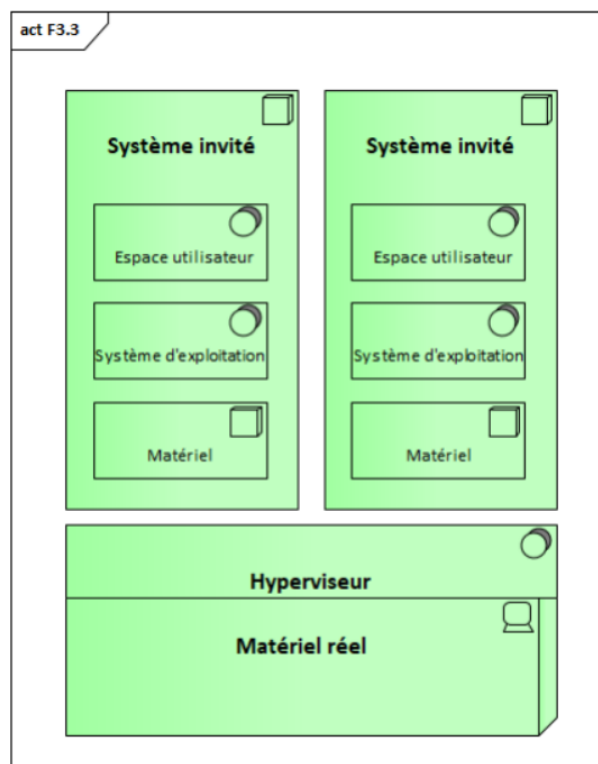 act F3.3
Système invité
Espace utilisateur
Système d'exploitation
Matériel
Système invité
Espace utilisateur
Système d'exploitation
Matériel
Hyperviseur
Matériel réel